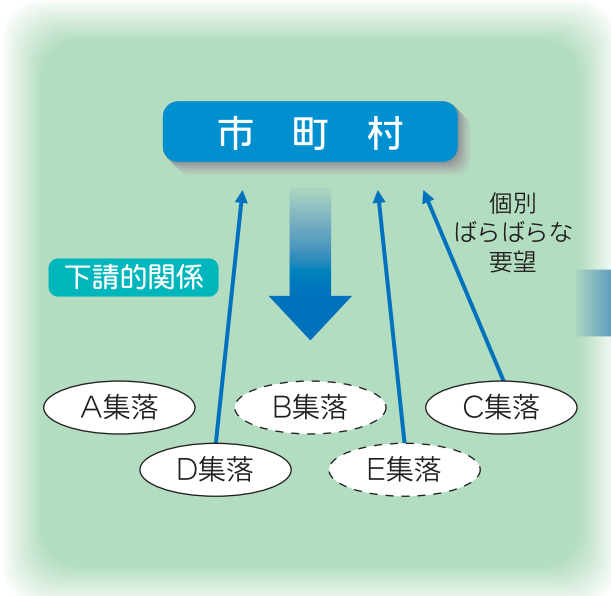 市 町 村
個別
ばらばらな
要望
下請的関係
A集落
B集落
C集落
D集落
E集落